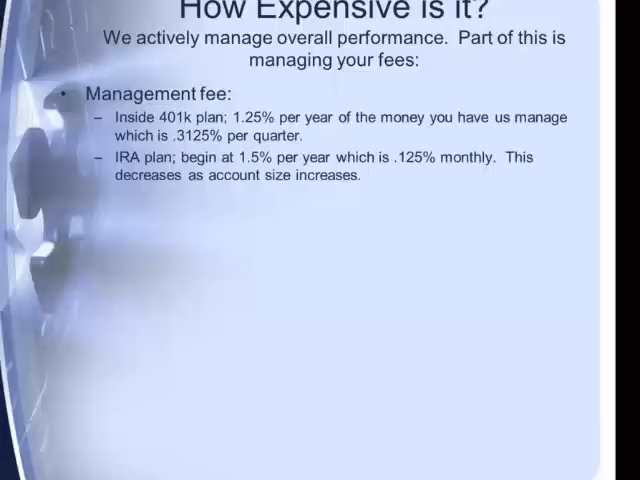 How Expensive is it?
We actively manage overall performance.  Part of this is
managing your fees:
• Management fee:
– Inside 401k plan; 1.25% per year of the money you have us manage
which is .3125% per quarter.
– IRA plan; begin at 1.5% per year which is .125% monthly.  This
decreases as account size increases.